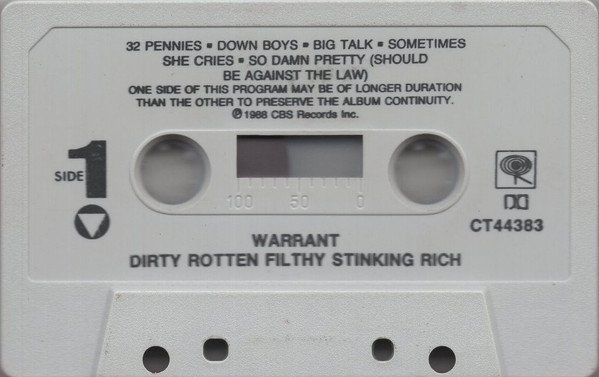 32 PENNIES ▪ DOWN BOYS ▪ BIG TALK ▪ SOMETIMES
SHE CRIES ▪ SO DAMN PRETTY (SHOULD
BE AGAINST THE LAW)
ONE SIDE OF THIS PROGRAM MAY BE OF LONGER DURATION
THAN THE OTHER TO PRESERVE THE ALBUM CONTINUITY.
℗ 1988 CBS Records Inc.
SIDE 1
100 50 0
CT44383
WARRANT
DIRTY ROTTEN FILTHY STINKING RICH